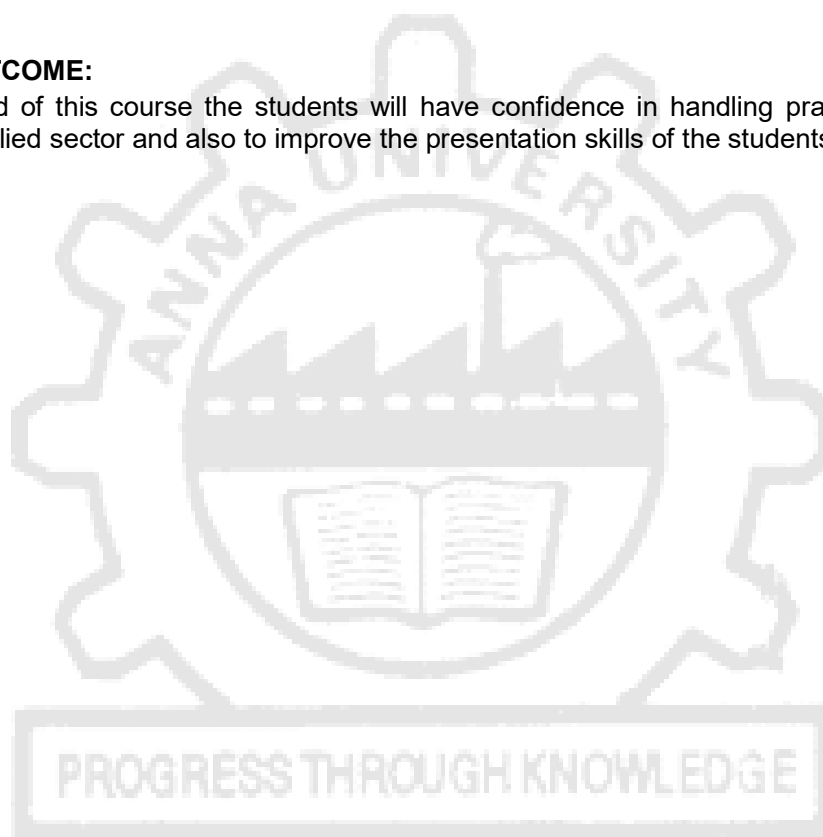 TCOME:
d of this course the students will have confidence in handling pra
lied sector and also to improve the presentation skills of the students
ANNA UNIVERSITY
PROGRESS THROUGH KNOWLEDGE